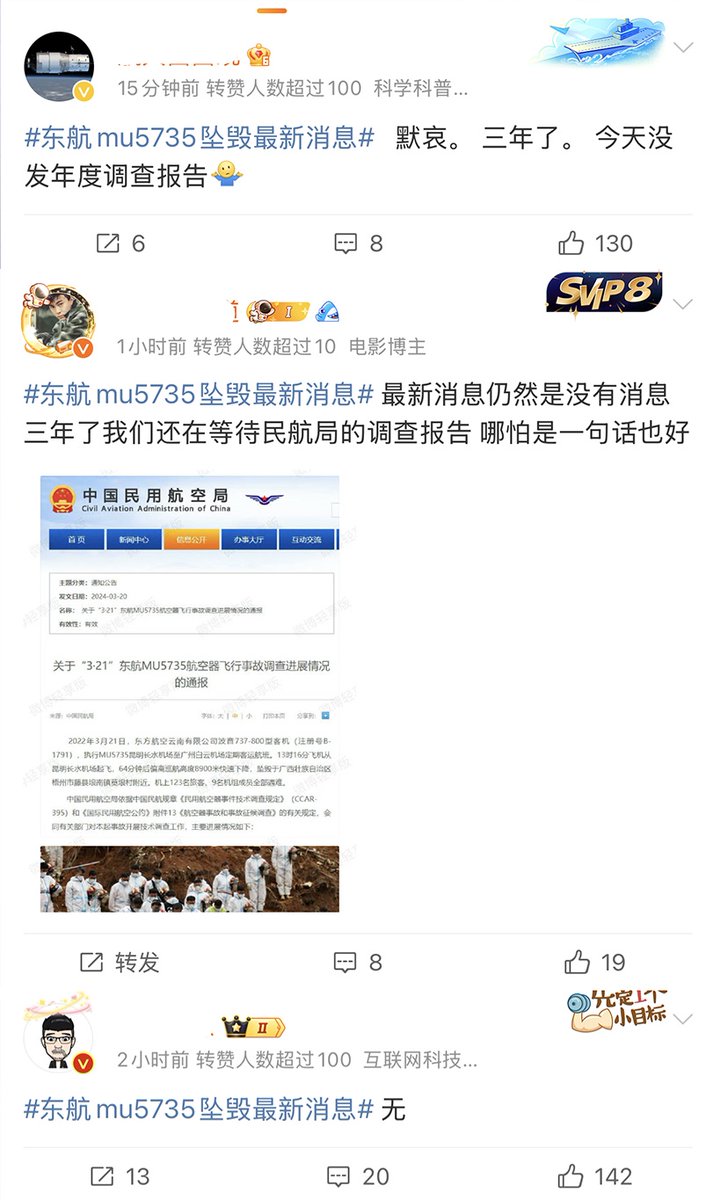 15分钟前 转赞人数超过100 科学科普...
#东航mu5735坠毁最新消息# 默哀。 三年了。 今天没
发年度调查报告🤷
6
8
130
SVIP8
1小时前 转赞人数超过10 电影博主
#东航mu5735坠毁最新消息# 最新消息仍然是没有消息
三年了我们还在等待民航局的调查报告 哪怕是一句话也好
中国民用航空局
Civil Aviation Administration of China
首页 新闻中心 信息公开 办事大厅 互动交流
主题分类：通知公告
发文日期：2024-03-20
名称：关于“3·21”东航MU5735航空器飞行事故调查进展情况的通报
有效性：有效
关于“3·21”东航MU5735航空器飞行事故调查进展情况
的通报
来源：中国民航局 字体：大 | 中 | 小 打印本页 分享到：
2022年3月21日，东方航空云南有限公司波音737-800型客机（注册号B-
1791），执行MU5735昆明长水机场至广州白云机场定期客运航班。13时16分飞机从
昆明长水机场起飞，64分钟后偏离巡航高度8900米快速下降，坠毁于广西壮族自治区
梧州市藤县埌南镇莫埌村附近。机上123名旅客、9名机组成员全部遇难。
中国民用航空局依据中国民航规章《民用航空器事件技术调查规定》（CCAR-
395）和《国际民用航空公约》附件13《航空器事故和事故征候调查》的有关规定，会
同有关部门对本起事故开展技术调查工作，主要进展情况如下：
转发
8
19
II
先定1个
小目标
2小时前 转赞人数超过100 互联网科技...
#东航mu5735坠毁最新消息# 无
13
20
142